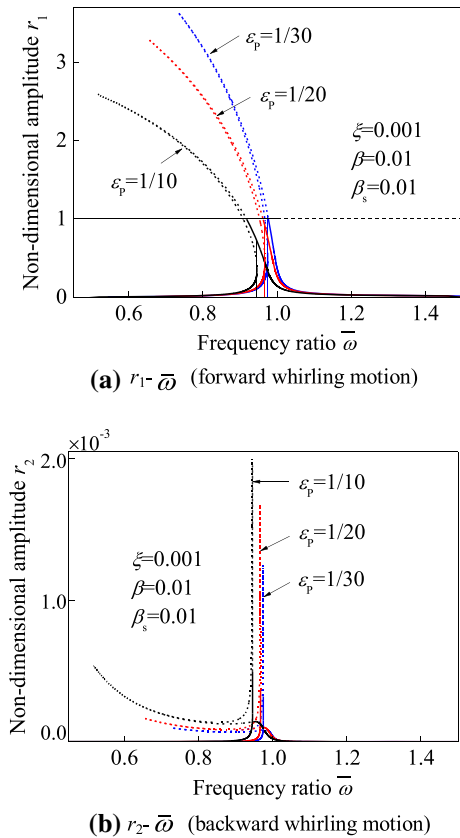 Non-dimensional amplitude r₁
3
2
1
0
εₚ=1/30
εₚ=1/20
εₚ=1/10
ξ=0.001
β=0.01
βₛ=0.01
0.6 0.8 1.0 1.2 1.4
Frequency ratio ω̅
(a) r₁- ω̅ (forward whirling motion)
×10⁻³
Non-dimensional amplitude r₂
2.0
1.0
0.0
εₚ=1/10
εₚ=1/20
εₚ=1/30
ξ=0.001
β=0.01
βₛ=0.01
0.6 0.8 1.0 1.2 1.4
Frequency ratio ω̅
(b) r₂- ω̅ (backward whirling motion)